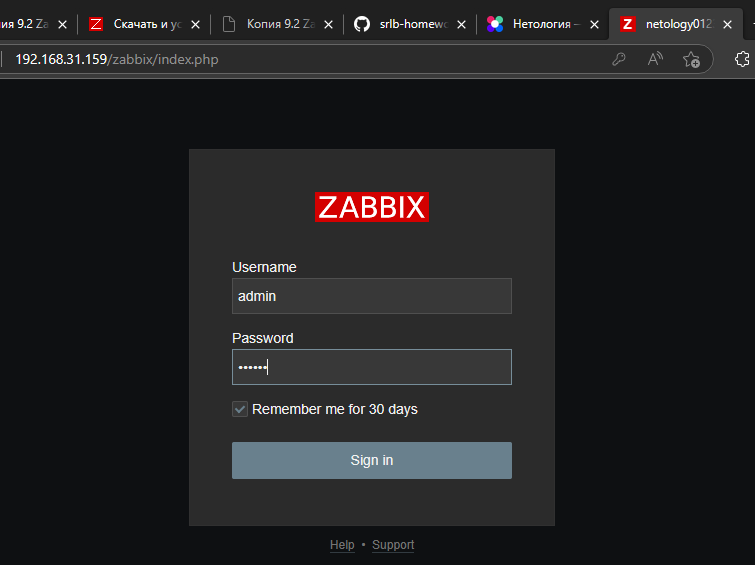 ия 9.2 Za
Скачать и ус
Копия 9.2 Za
srlb-homewo
Нетология –
netology012
192.168.31.159/zabbix/index.php
ZABBIX
Username
admin
Password
••••••
Remember me for 30 days
Sign in
Help • Support